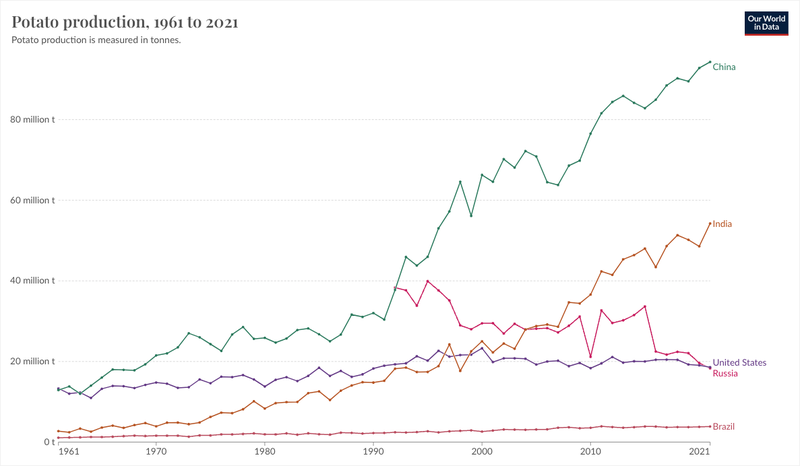 Potato production, 1961 to 2021
Our World
in Data
Potato production is measured in tonnes.
China
80 million t
60 million t
India
40 million t
20 million t
United States
Russia
Brazil
0 t
1961 1970 1980 1990 2000 2010 2021